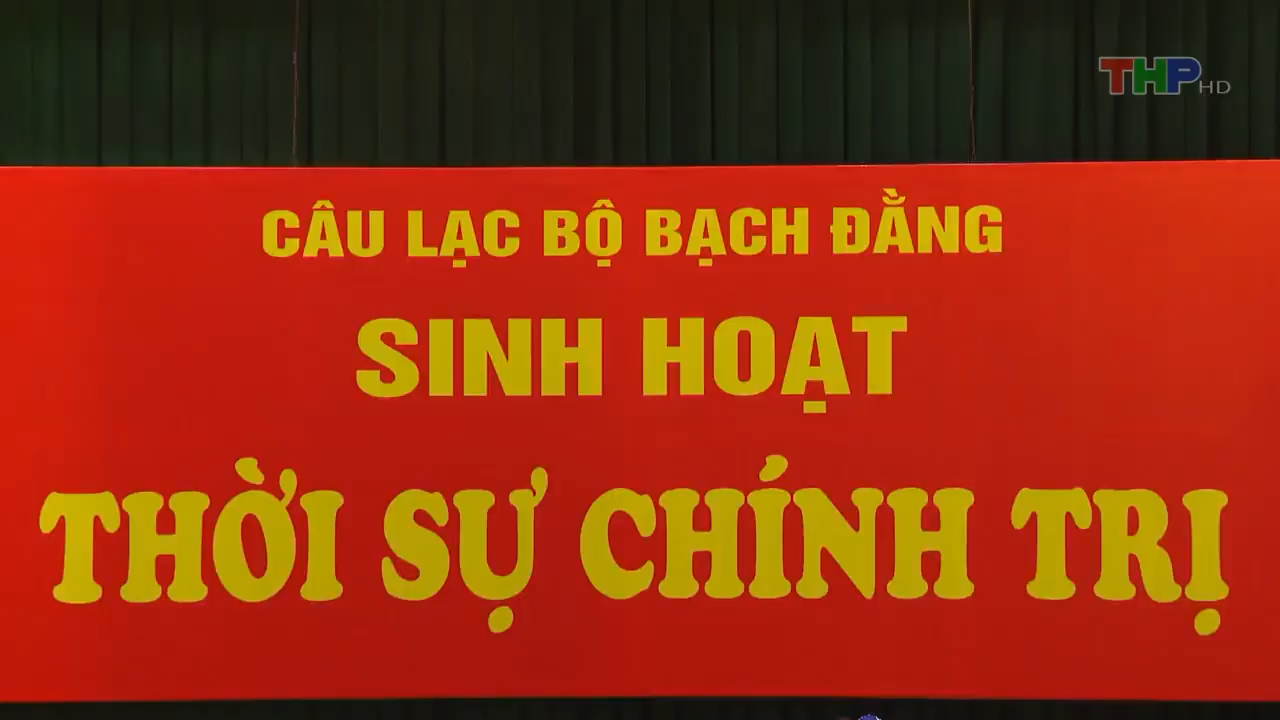 THP HD
CÂU LẠC BỘ BẠCH ĐẰNG
SINH HOẠT
THỜI SỰ CHÍNH TRỊ